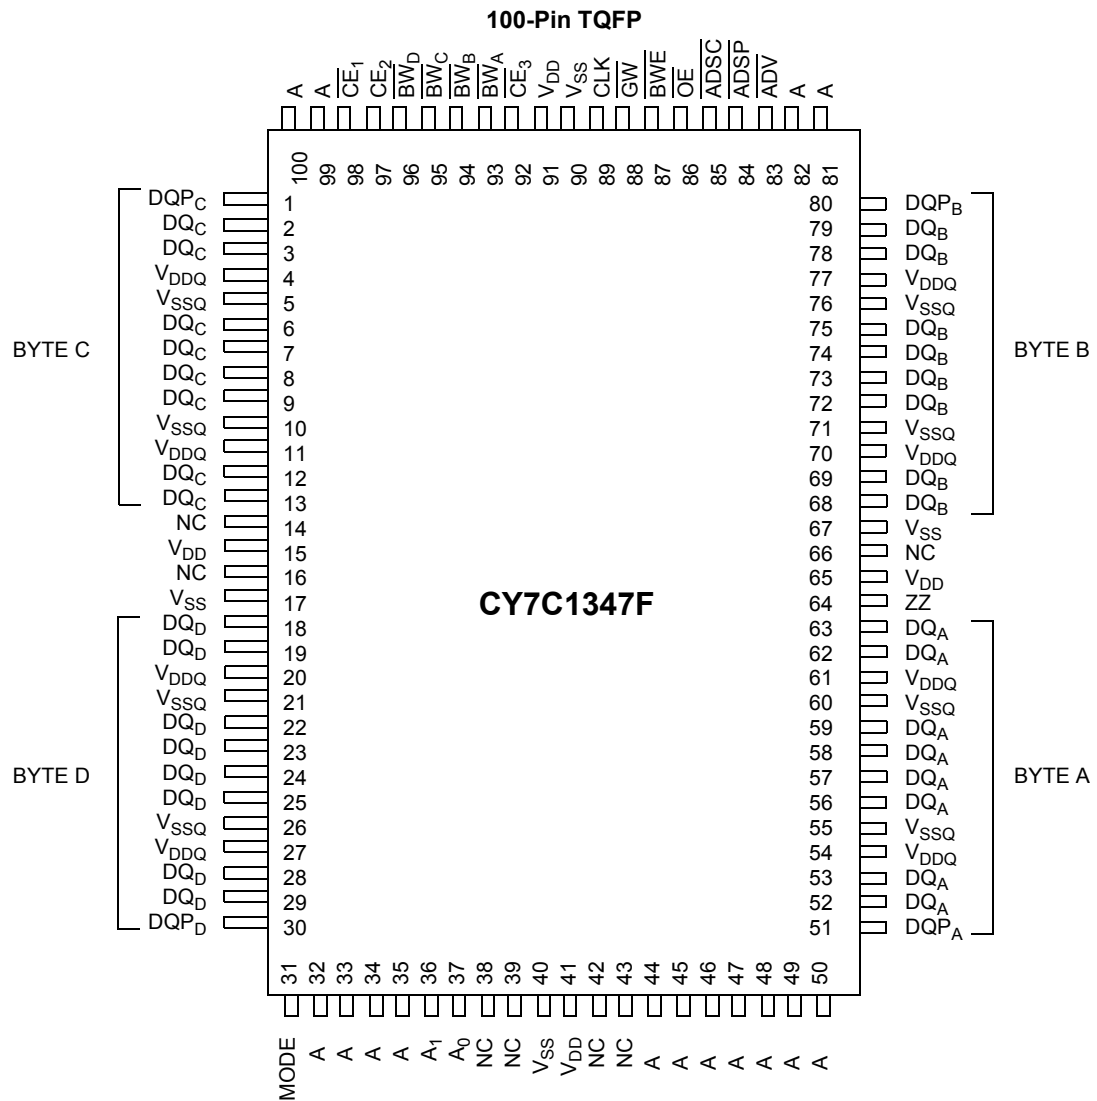 100-Pin TQFP
A A CE1 CE2 BWD BWC BWB BWA CE3 VDD VSS CLK GW BWE OE ADSC ADSP ADV A A
100 99 98 97 96 95 94 93 92 91 90 89 88 87 86 85 84 83 82 81
BYTE C
DQPC 1
DQC 2
DQC 3
VDDQ 4
VSSQ 5
DQC 6
DQC 7
DQC 8
DQC 9
VSSQ 10
VDDQ 11
DQC 12
DQC 13
NC 14
VDD 15
NC 16
VSS 17
BYTE D
DQD 18
DQD 19
VDDQ 20
VSSQ 21
DQD 22
DQD 23
DQD 24
DQD 25
VSSQ 26
VDDQ 27
DQD 28
DQD 29
DQPD 30
CY7C1347F
80 DQPB
79 DQB
78 DQB
77 VDDQ
76 VSSQ
75 DQB
74 DQB
73 DQB
72 DQB
71 VSSQ
70 VDDQ
69 DQB
68 DQB
BYTE B
67 VSS
66 NC
65 VDD
64 ZZ
63 DQA
62 DQA
61 VDDQ
60 VSSQ
59 DQA
58 DQA
57 DQA
56 DQA
55 VSSQ
54 VDDQ
53 DQA
52 DQA
51 DQPA
BYTE A
31 32 33 34 35 36 37 38 39 40 41 42 43 44 45 46 47 48 49 50
MODE A A A A A1 A0 NC NC VSS VDD NC NC A A A A A A A